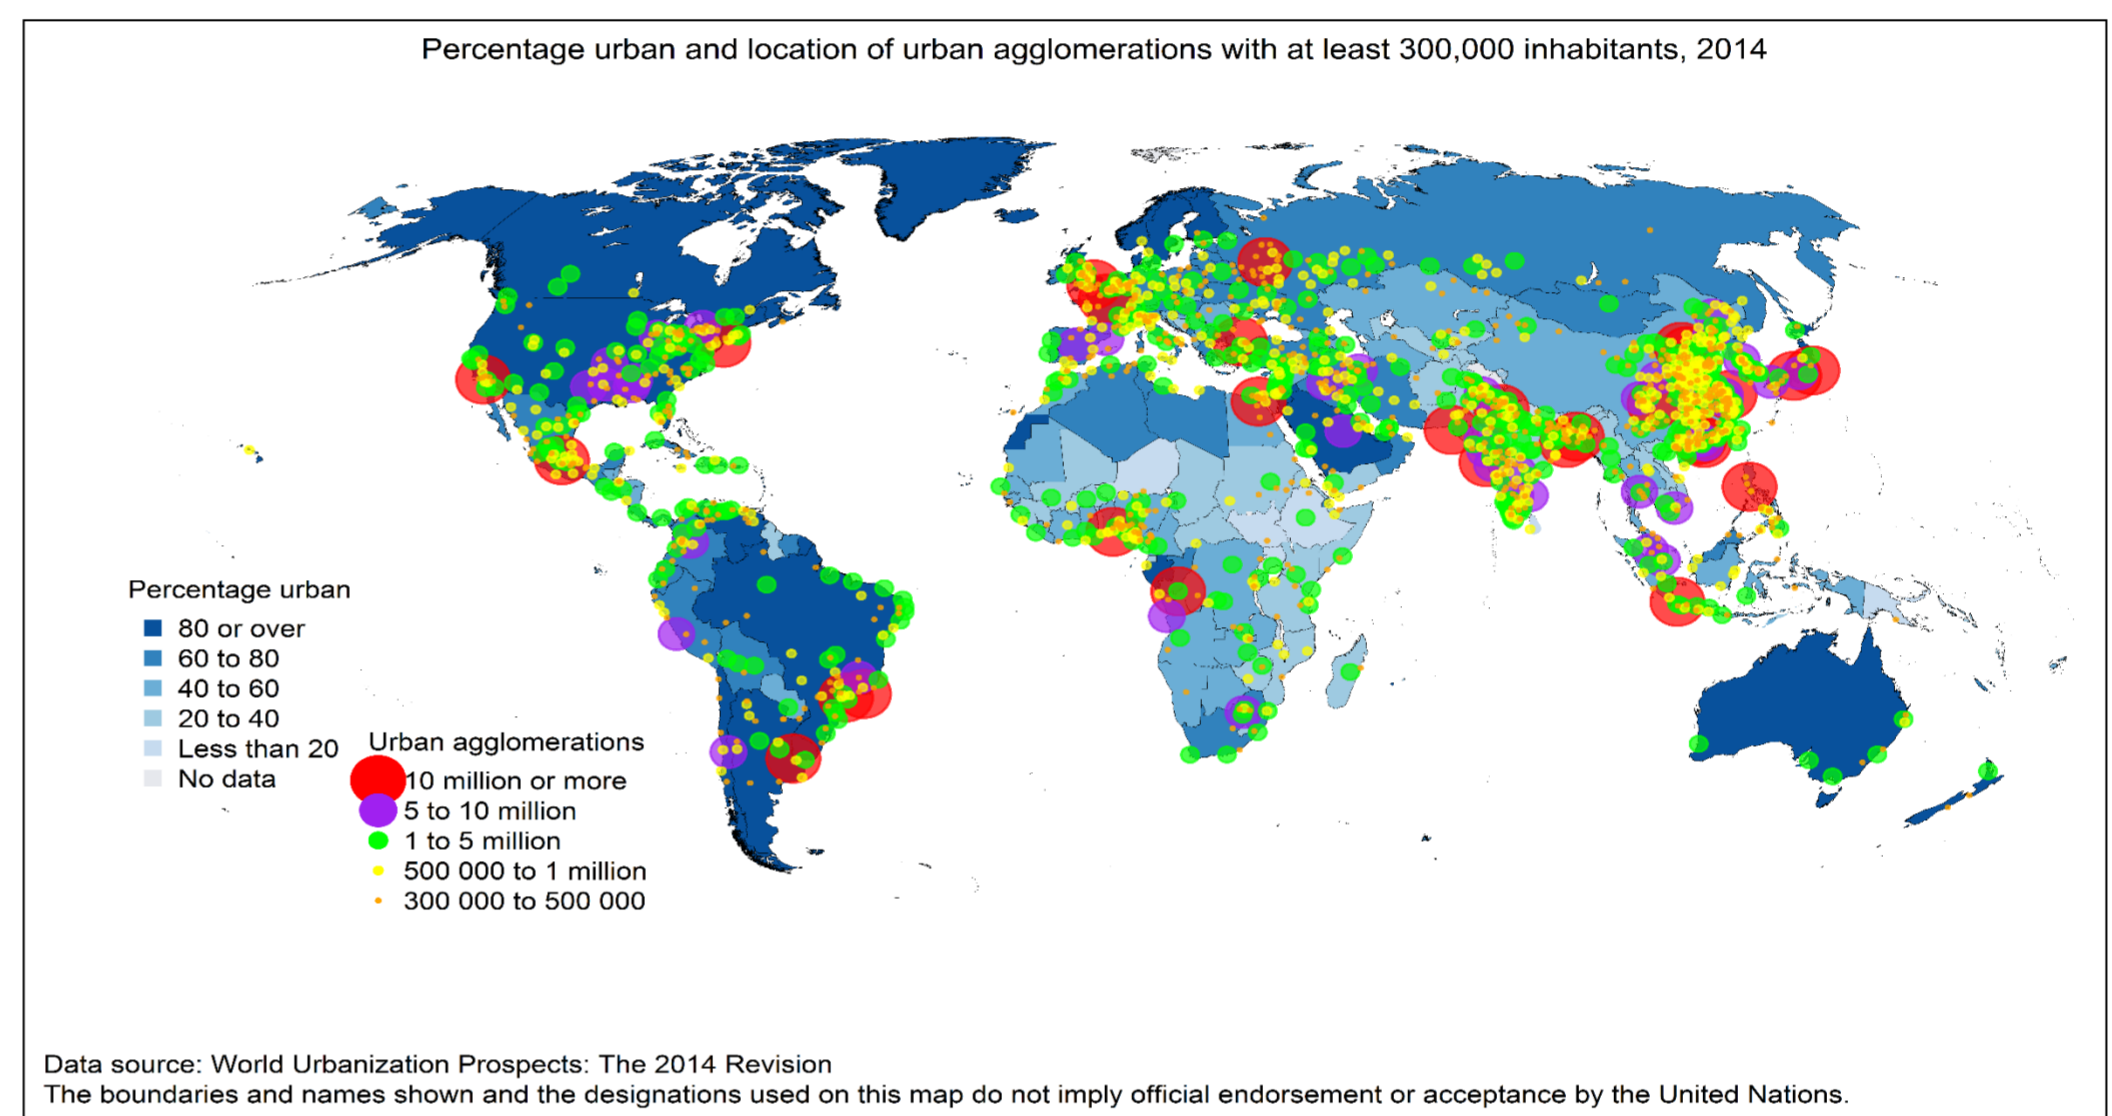 Percentage urban and location of urban agglomerations with at least 300,000 inhabitants, 2014
Percentage urban
80 or over
60 to 80
40 to 60
20 to 40
Less than 20
No data
Urban agglomerations
10 million or more
5 to 10 million
1 to 5 million
500 000 to 1 million
300 000 to 500 000
Data source: World Urbanization Prospects: The 2014 Revision
The boundaries and names shown and the designations used on this map do not imply official endorsement or acceptance by the United Nations.